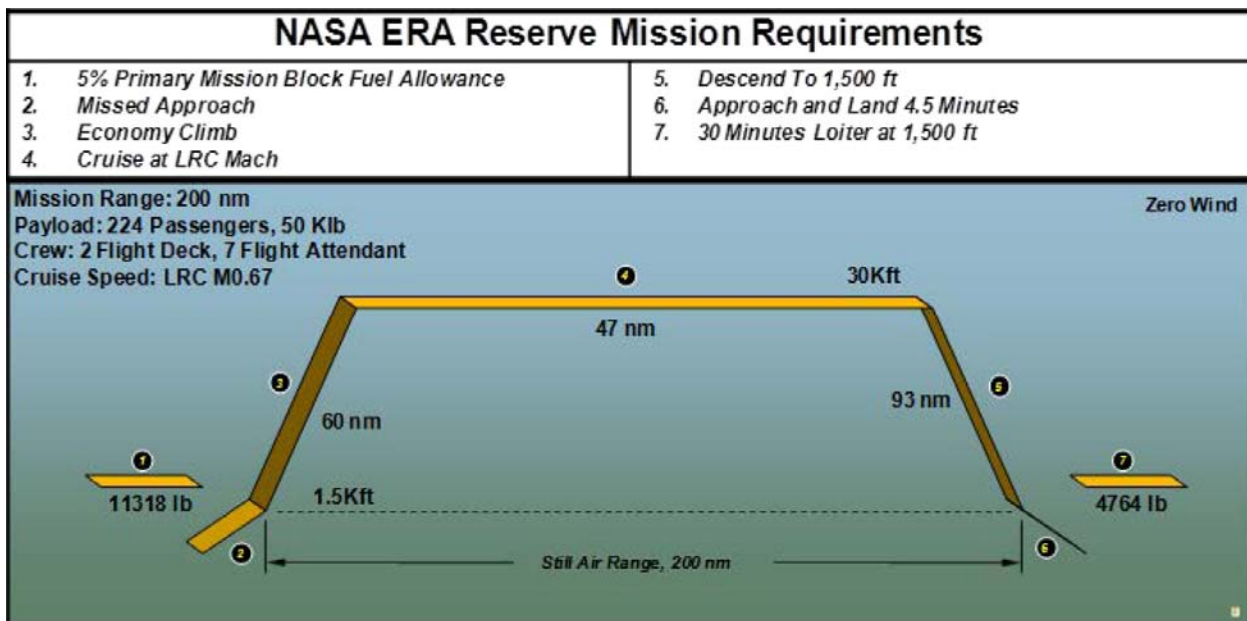 NASA ERA Reserve Mission Requirements
1. 5% Primary Mission Block Fuel Allowance
2. Missed Approach
3. Economy Climb
4. Cruise at LRC Mach
5. Descend To 1,500 ft
6. Approach and Land 4.5 Minutes
7. 30 Minutes Loiter at 1,500 ft
Mission Range: 200 nm
Payload: 224 Passengers, 50 Klb
Crew: 2 Flight Deck, 7 Flight Attendant
Cruise Speed: LRC M0.67
Zero Wind
4
30Kft
47 nm
3
5
93 nm
60 nm
1
7
11318 lb
1.5Kft
4764 lb
2
6
Still Air Range, 200 nm